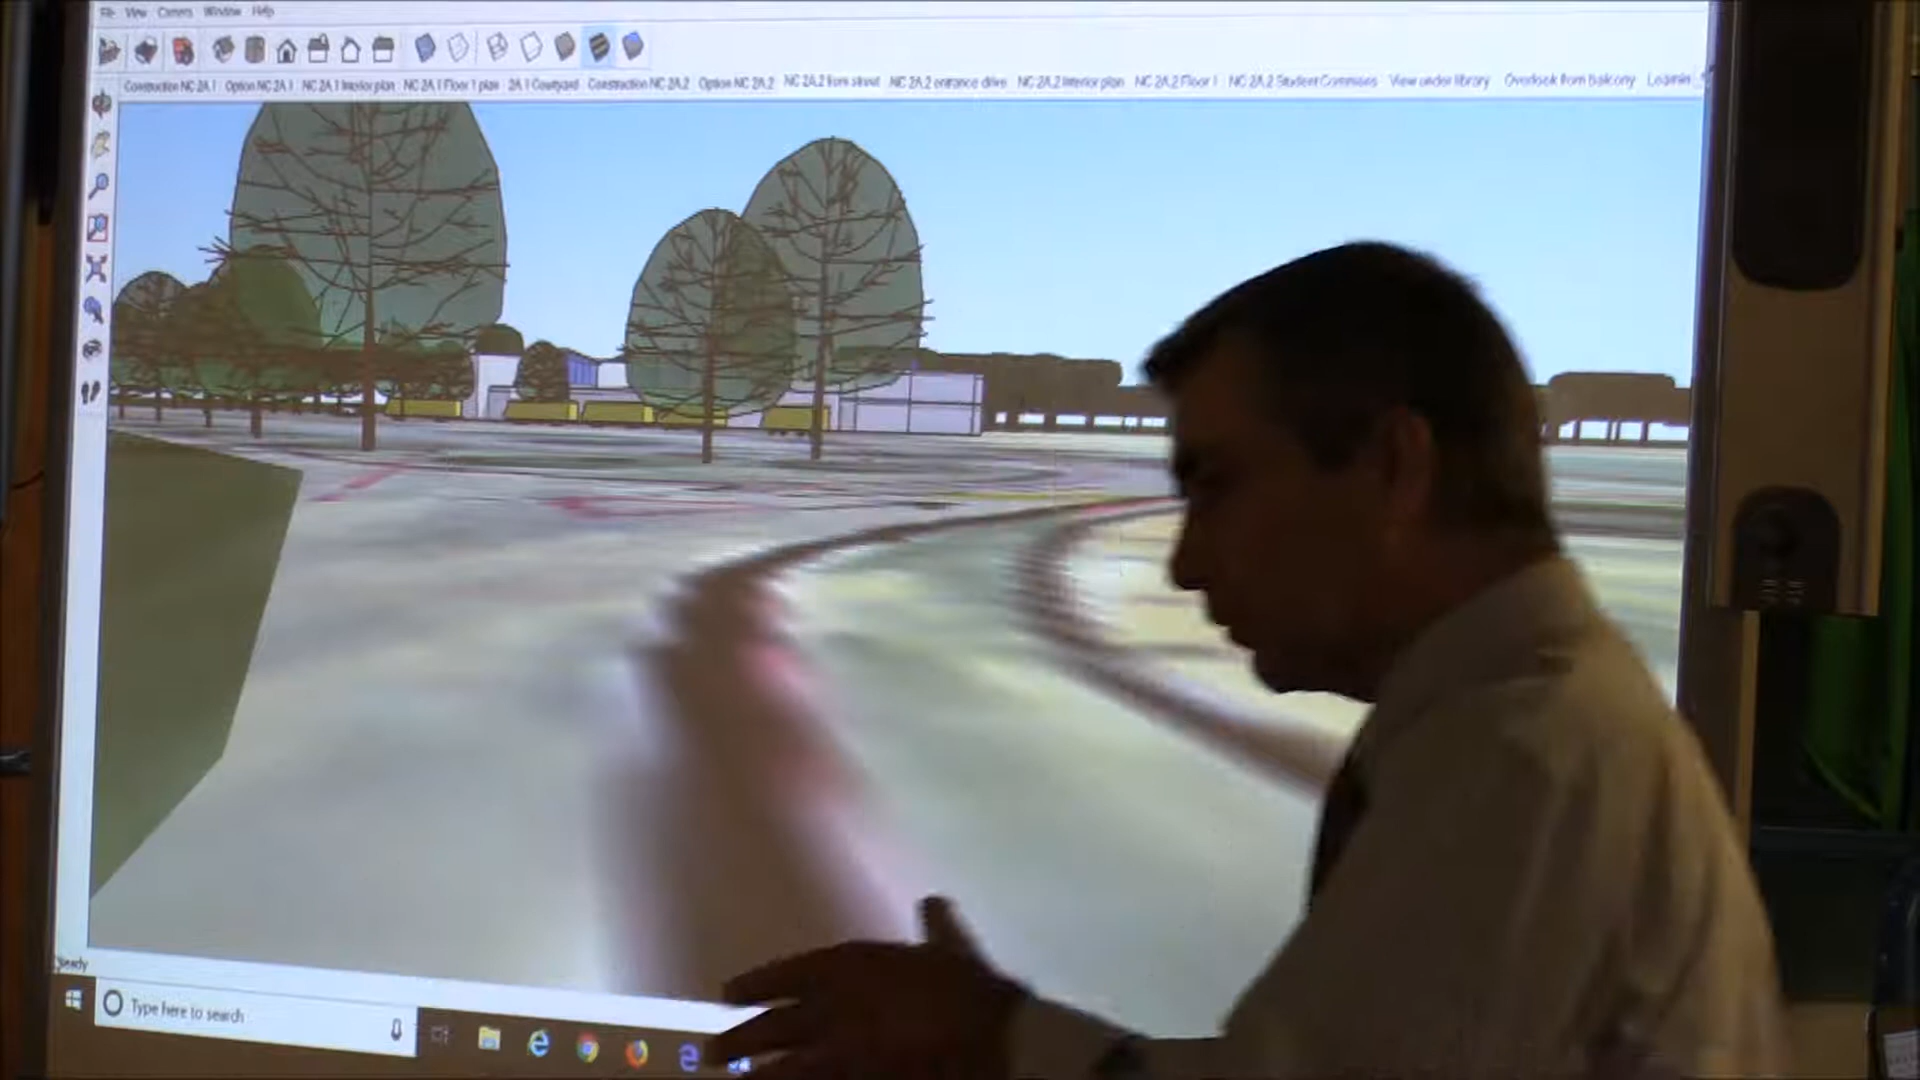 File View Camera Window Help
Construction NC 2A.1 Option NC 2A.1 NC 2A.1 Interior plan NC 2A.1 Floor 1 plan 2A.1 Courtyard Construction NC 2A.2 Option NC 2A.2 NC 2A.2 from street NC 2A.2 entrance drive NC 2A.2 Interior plan NC 2A.2 Floor 1 NC 2A.2 Student Commons View under library Overlook from Balcony
Ready
Type here to search